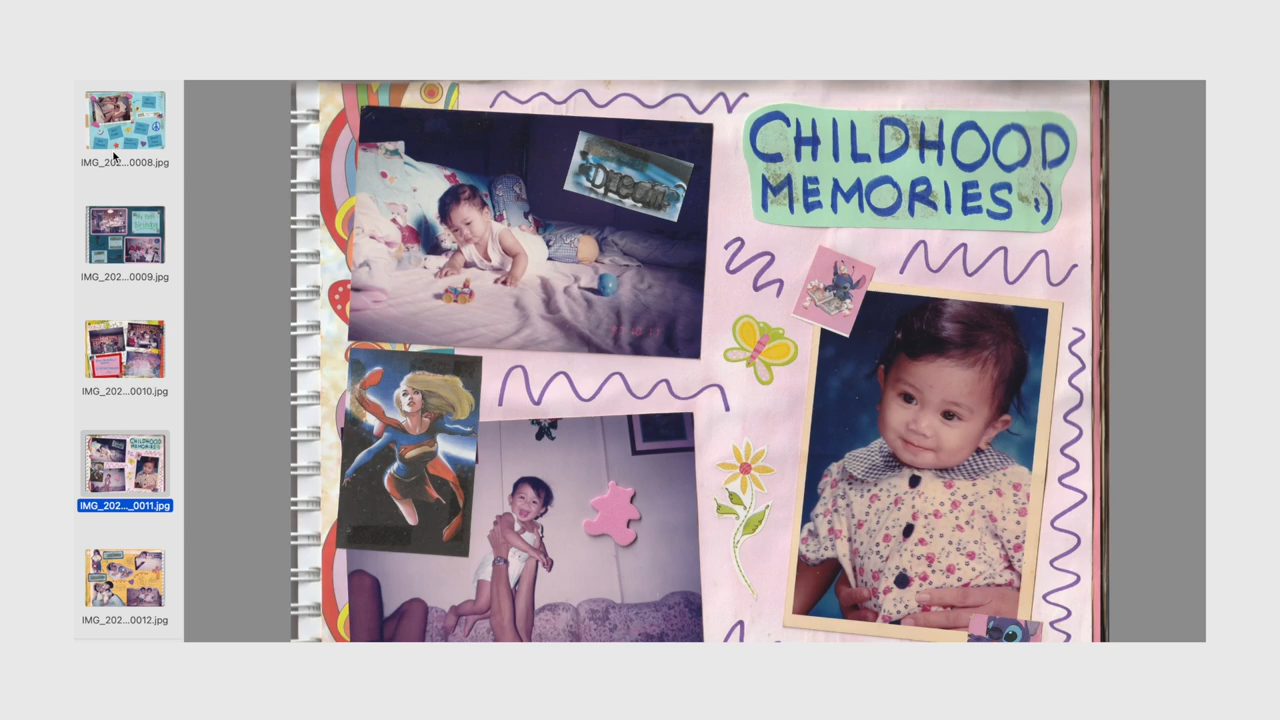 IMG_202...0008.jpg
IMG_202...0009.jpg
IMG_202...0010.jpg
IMG_202..._0011.jpg
IMG_202...0012.jpg
Dream
CHILDHOOD
MEMORIES :)